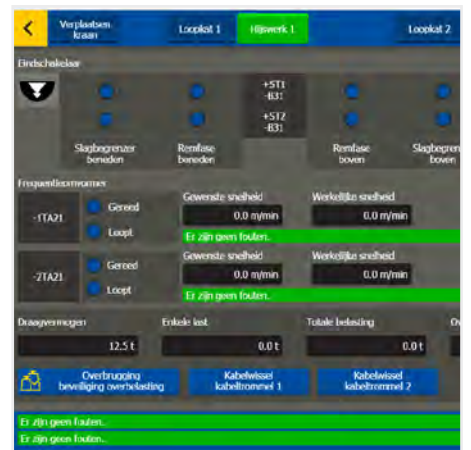 Verplaatsen kraan
Loopkat 1
Hijswerk 1
Loopkat 2
Eindschakelaar
+5T1
-B31
+5T2
-B31
Slagbegrenzer beneden
Remfase beneden
Remfase boven
Slagbegren
boven
Frequentieomvormer
-1TA21
Gereed
Loopt
Gewenste snelheid
Werkelijke snelheid
0.0 m/min
0.0 m/min
Er zijn geen fouten.
-2TA21
Gereed
Loopt
Gewenste snelheid
Werkelijke snelheid
0.0 m/min
0.0 m/min
Er zijn geen fouten.
Draagvermogen
Enkele last
Totale belasting
12.5 t
0.0 t
0.0 t
Overbrugging
beveiliging overbelasting
Kabelwissel
kabeltrommel 1
Kabelwissel
kabeltrommel 2
Er zijn geen fouten.
Er zijn geen fouten.